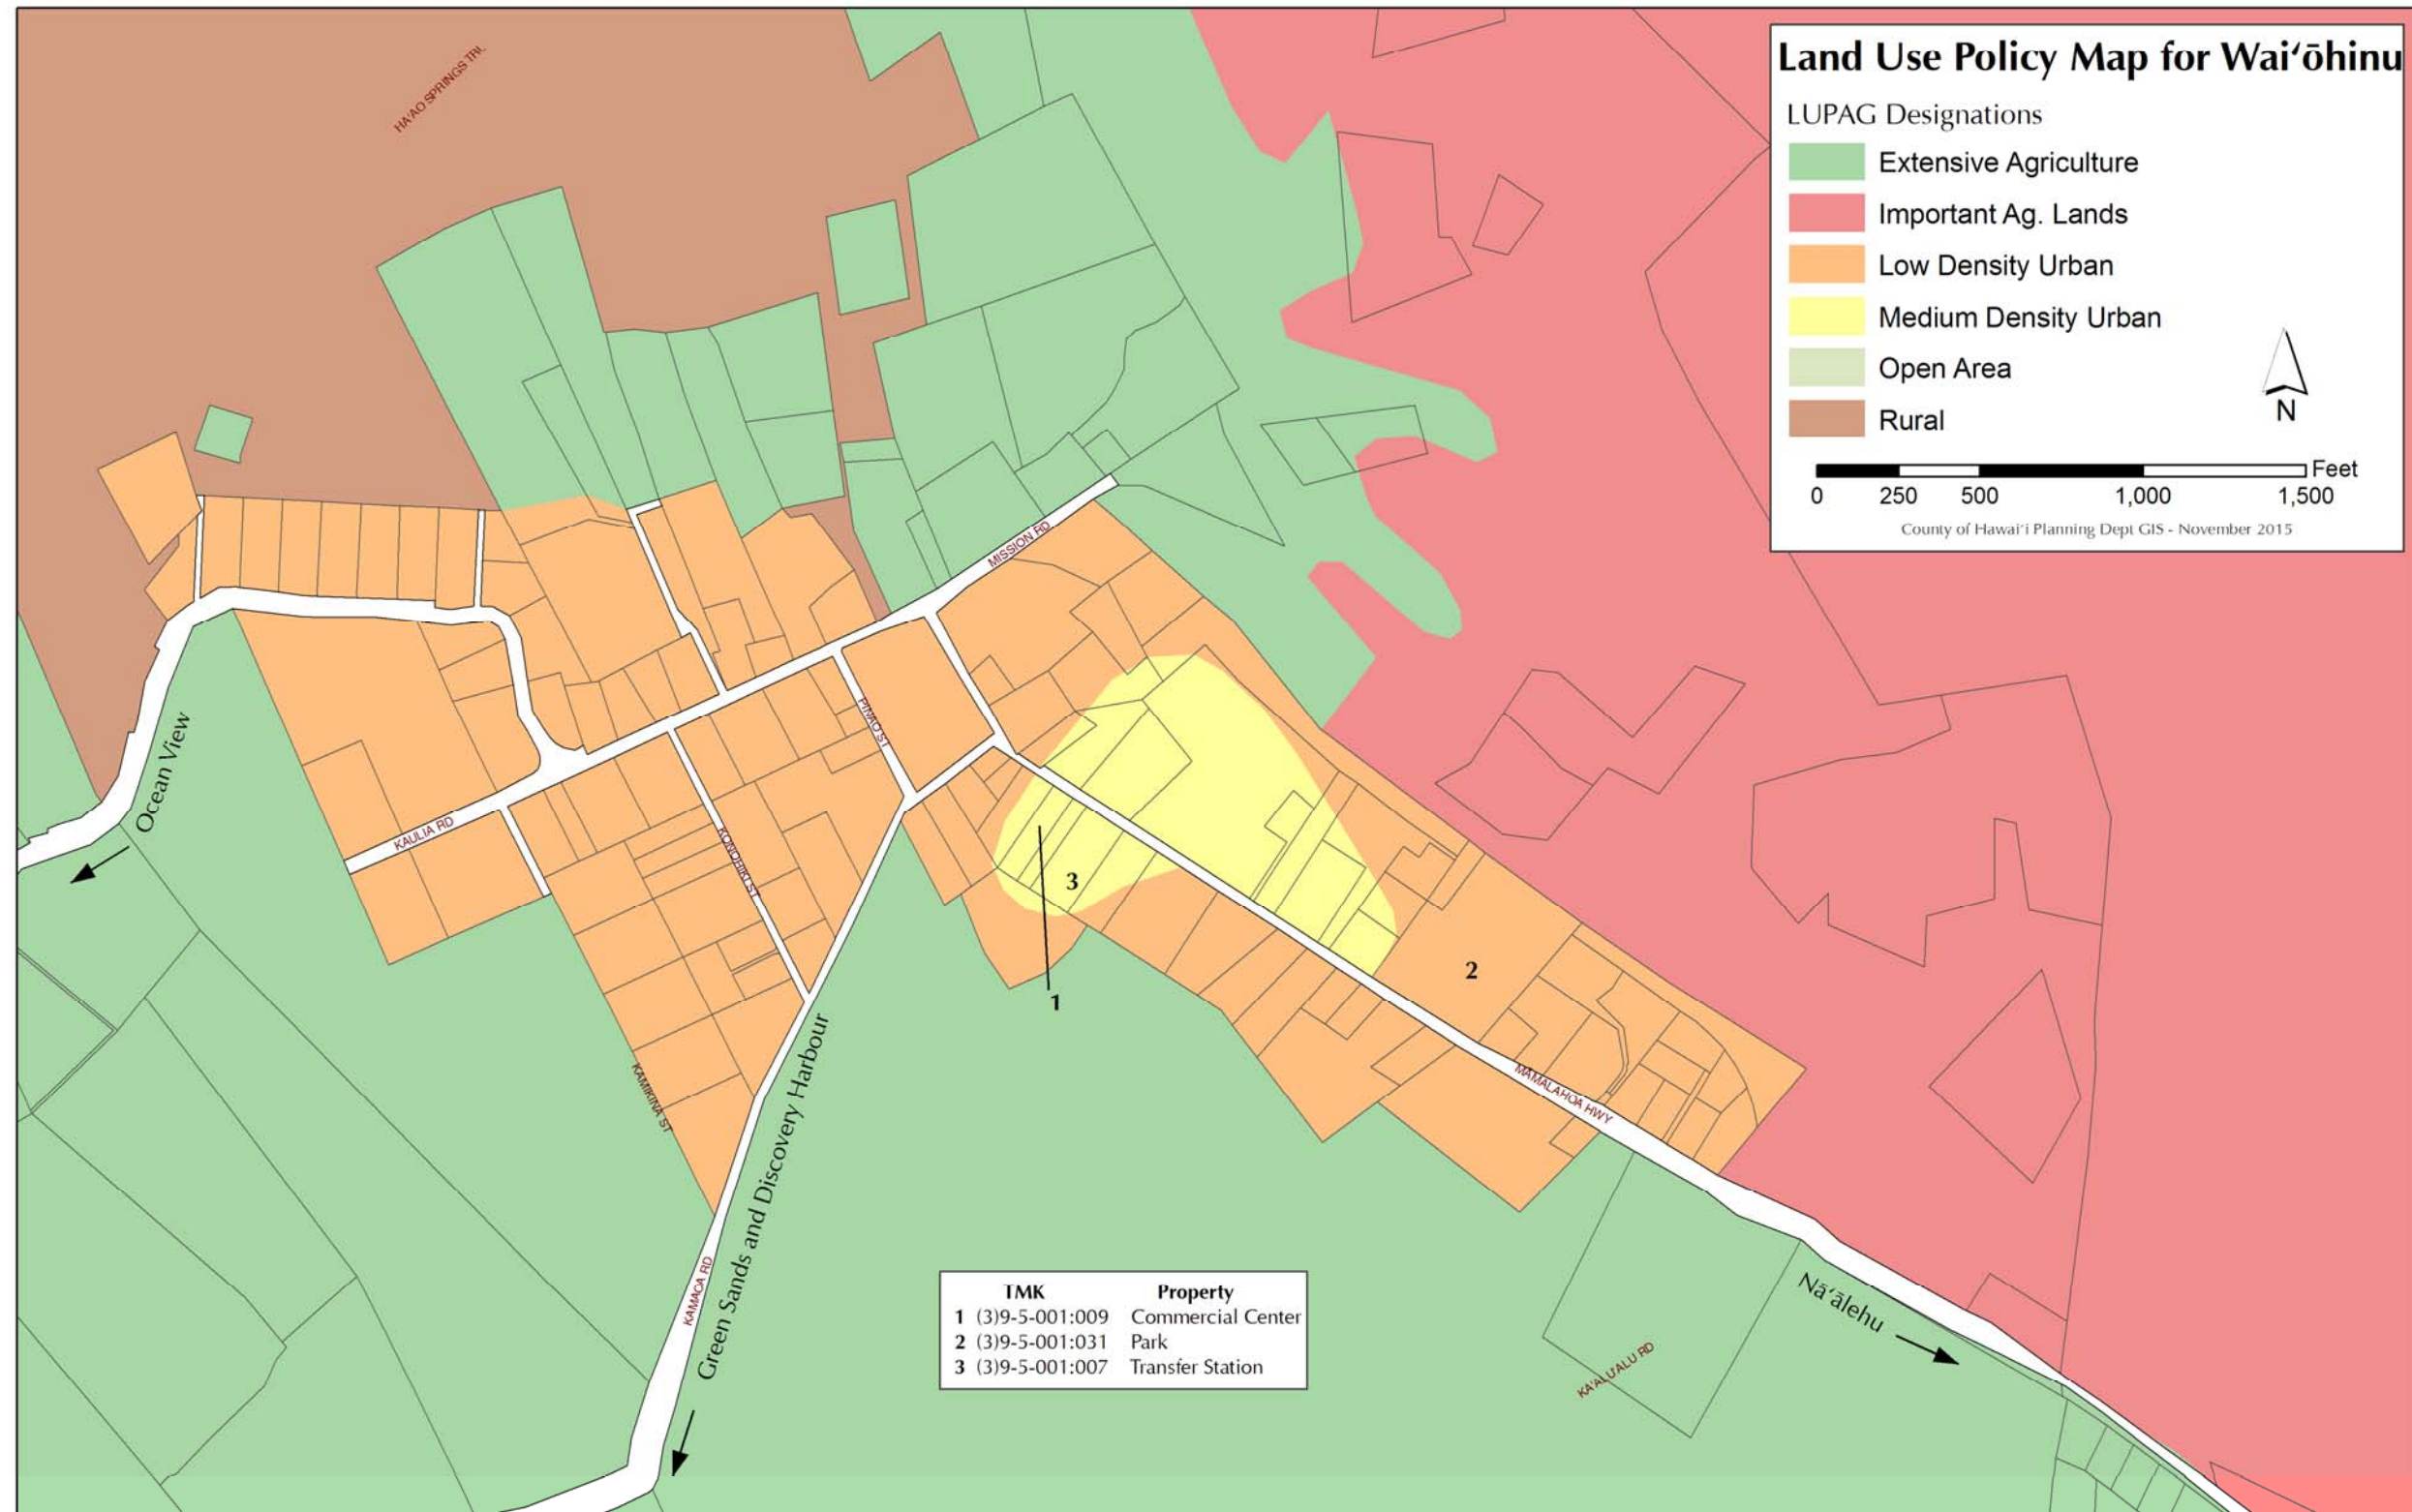 Land Use Policy Map for Waiʻōhinu
LUPAG Designations
Extensive Agriculture
Important Ag. Lands
Low Density Urban
Medium Density Urban
Open Area
Rural
N
Feet
0 250 500 1,000 1,500
County of Hawaiʻi Planning Dept GIS - November 2015
HAʻAO SPRINGS TRL
MISSION RD
PINAO ST
Ocean View
KAULIA RD
KONOHIKI ST
3
2
1
KAMIKINA ST
MAMALAHOA HWY
Green Sands and Discovery Harbour
KAMAOA RD
Nāʻālehu
KAʻALUʻALU RD
TMK Property
1 (3)9-5-001:009 Commercial Center
2 (3)9-5-001:031 Park
3 (3)9-5-001:007 Transfer Station